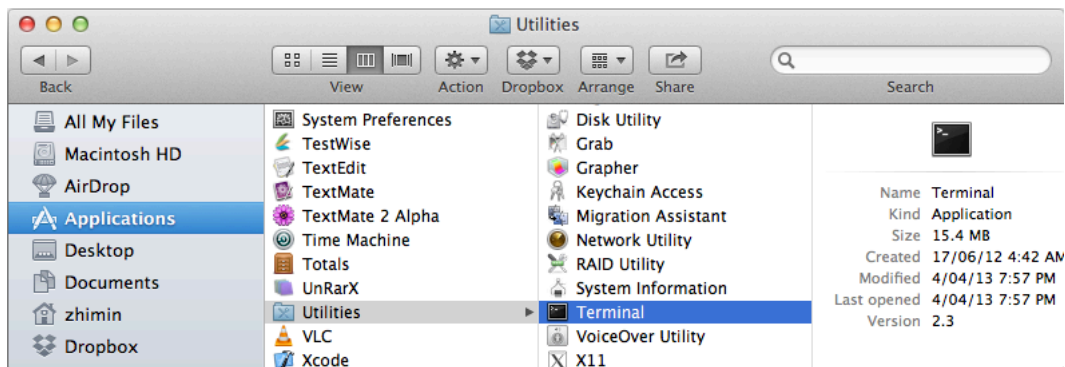 Utilities
Back View Action Dropbox Arrange Share Search
All My Files
Macintosh HD
AirDrop
Applications
Desktop
Documents
zhimin
Dropbox
System Preferences
TestWise
TextEdit
TextMate
TextMate 2 Alpha
Time Machine
Totals
UnRarX
Utilities
VLC
Xcode
Disk Utility
Grab
Grapher
Keychain Access
Migration Assistant
Network Utility
RAID Utility
System Information
Terminal
VoiceOver Utility
X11
Name Terminal
Kind Application
Size 15.4 MB
Created 17/06/12 4:42 AM
Modified 4/04/13 7:57 PM
Last opened 4/04/13 7:57 PM
Version 2.3